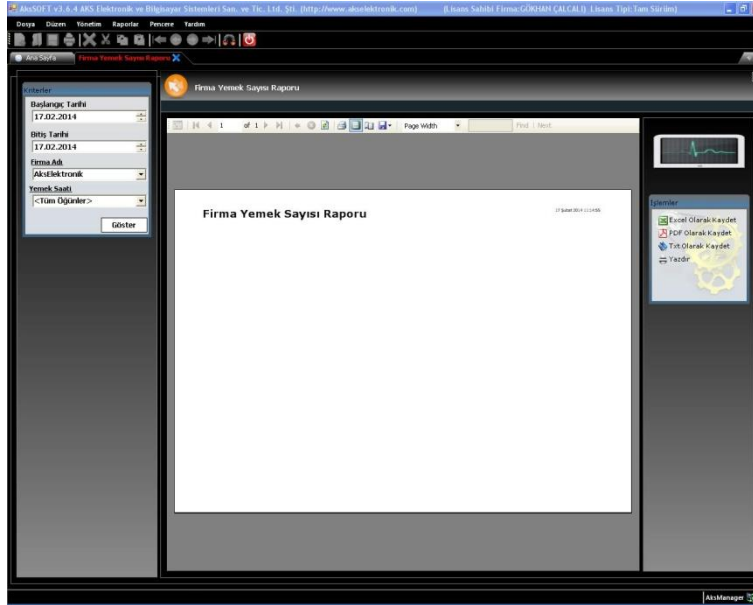 AksSOFT v3.6.4 AKS Elektronik ve Bilgisayar Sistemleri San. ve Tic. Ltd. Şti. (http://www.akselektronik.com) (Lisans Sahibi Firma:GÖKHAN ÇALCALI) Lisans Tipi:Tam Sürüm)
Dosya Düzen Yönetim Raporlar Pencere Yardım
Ana Sayfa Firma Yemek Sayısı Raporu
Firma Yemek Sayısı Raporu
Kriterler
Başlangıç Tarihi
17.02.2014
Bitiş Tarihi
17.02.2014
Firma Adı
AksElektronik
Yemek Saati
<Tüm Öğünler>
Göster
1 of 1 Page Width Find | Next
Firma Yemek Sayısı Raporu
17 Şubat 2014
İşlemler
Excel Olarak Kaydet
PDF Olarak Kaydet
Txt Olarak Kaydet
Yazdır
AksManager